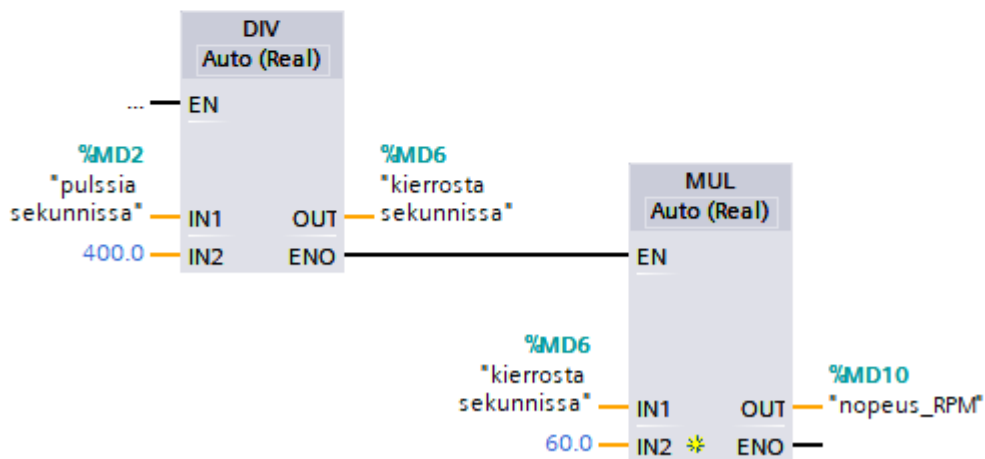 DIV
Auto (Real)
... EN
%MD2
"pulssia
sekunnissa" IN1
400.0 IN2
%MD6
"kierrosta
OUT sekunnissa"
ENO
MUL
Auto (Real)
EN
%MD6
"kierrosta
sekunnissa" IN1
60.0 IN2
%MD10
OUT "nopeus_RPM"
ENO